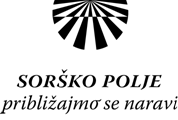 SORŠKO POLJE
približajmo se naravi